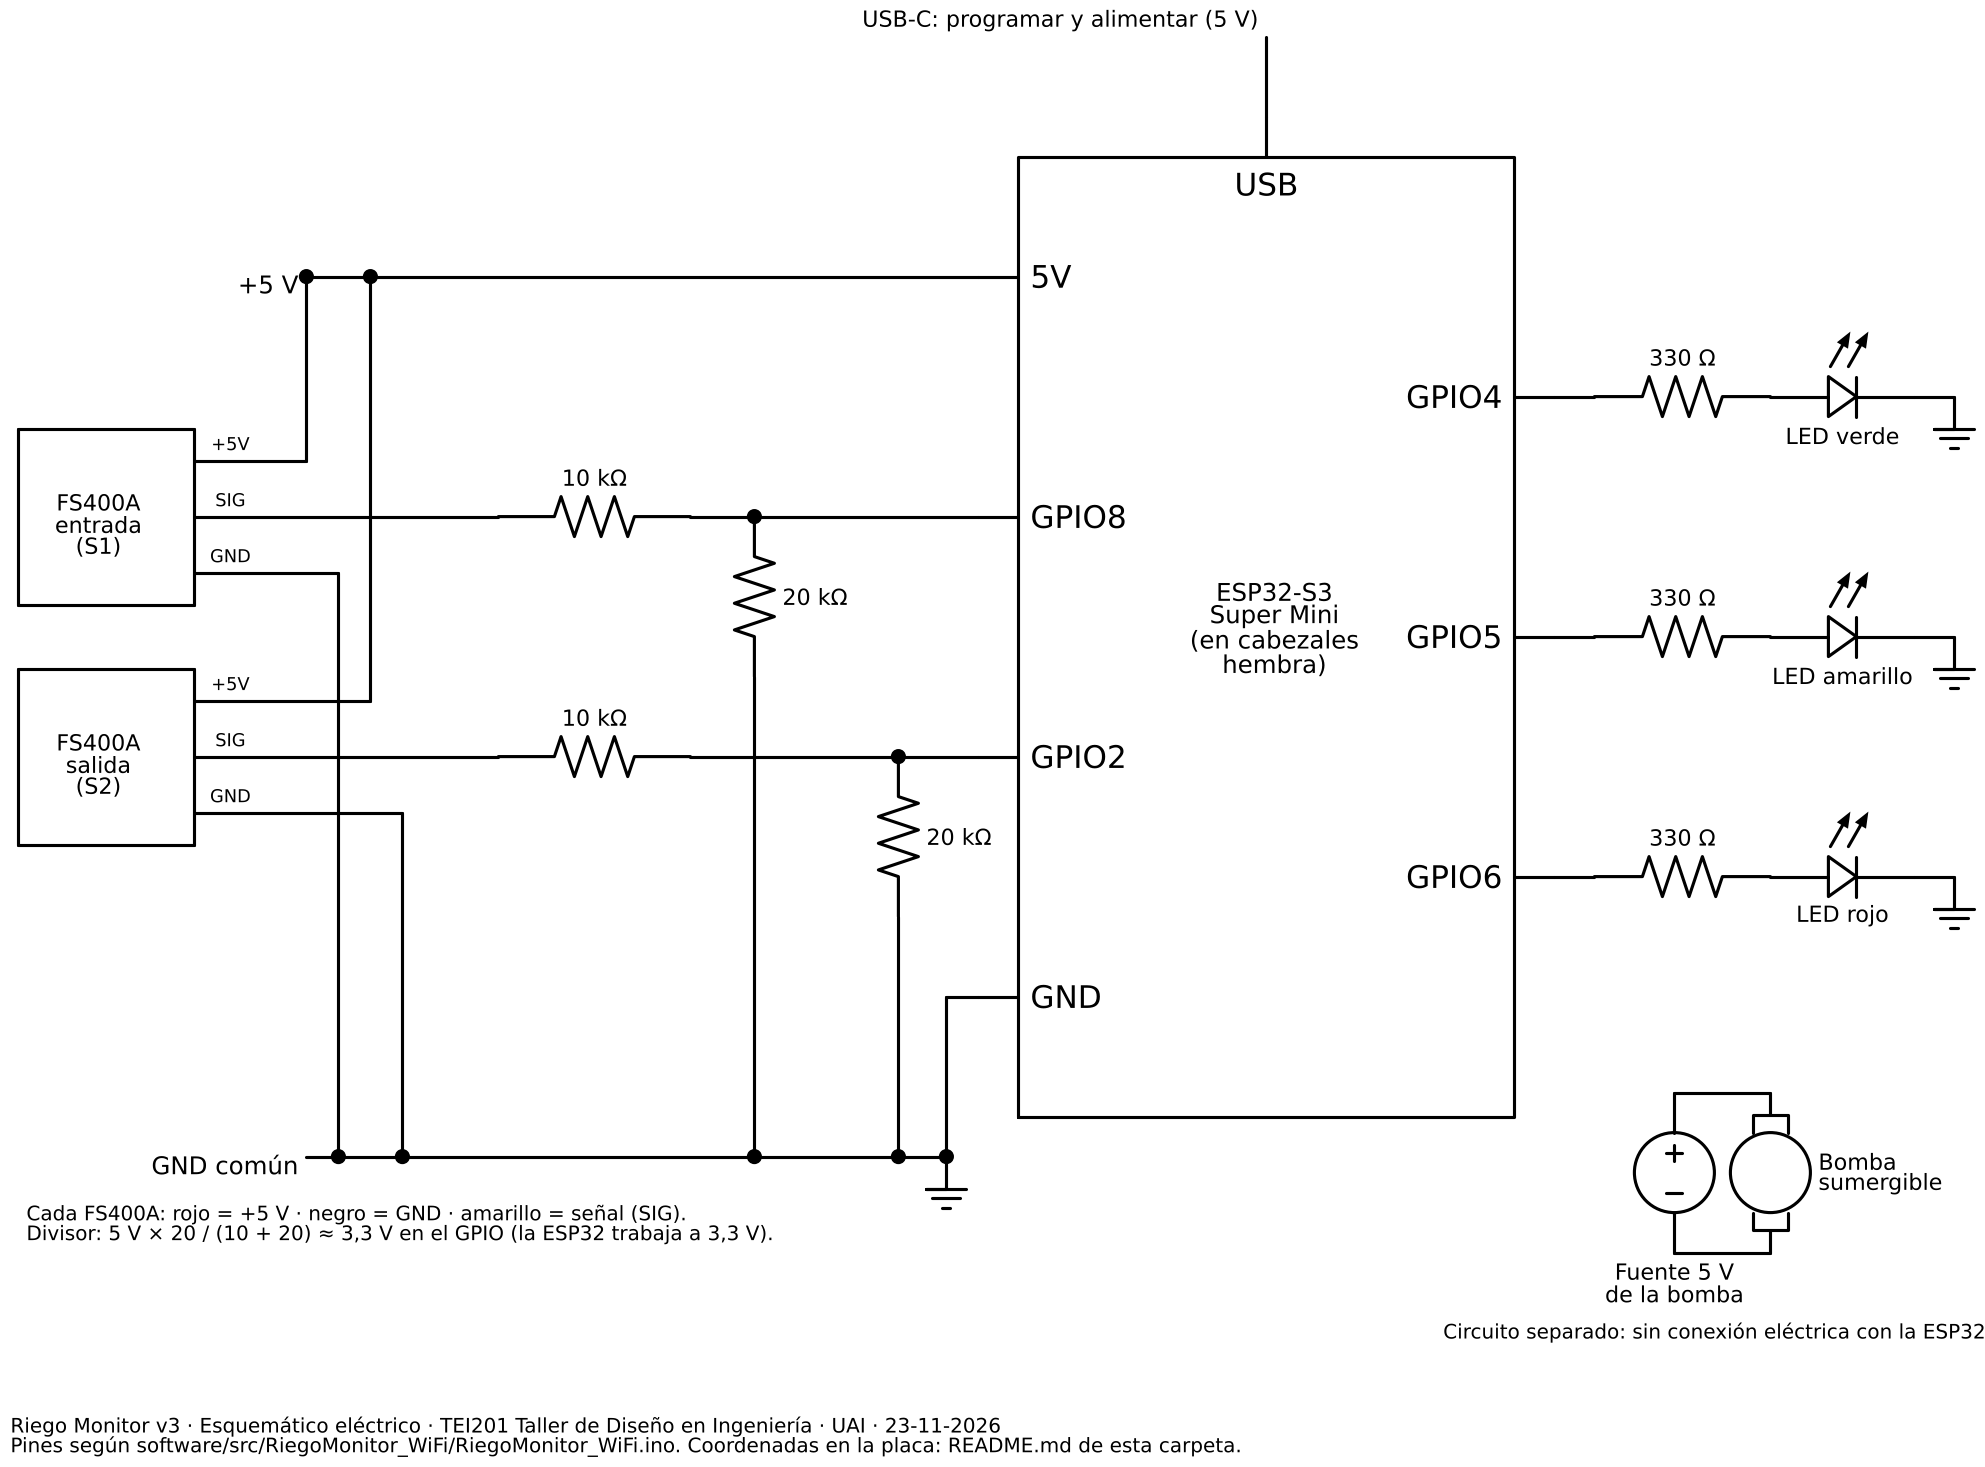 USB-C: programar y alimentar (5 V)
USB
+5 V
5V
GPIO4
330 Ω
LED verde
FS400A
entrada
(S1)
+5V
SIG
GND
10 kΩ
20 kΩ
GPIO8
ESP32-S3
Super Mini
(en cabezales
hembra)
GPIO5
330 Ω
LED amarillo
FS400A
salida
(S2)
+5V
SIG
GND
10 kΩ
20 kΩ
GPIO2
GPIO6
330 Ω
LED rojo
GND
GND común
Cada FS400A: rojo = +5 V · negro = GND · amarillo = señal (SIG).
Divisor: 5 V × 20 / (10 + 20) ≈ 3,3 V en el GPIO (la ESP32 trabaja a 3,3 V).
+
−
Bomba
sumergible
Fuente 5 V
de la bomba
Circuito separado: sin conexión eléctrica con la ESP32
Riego Monitor v3 · Esquemático eléctrico · TEI201 Taller de Diseño en Ingeniería · UAI · 23-11-2026
Pines según software/src/RiegoMonitor_WiFi/RiegoMonitor_WiFi.ino. Coordenadas en la placa: README.md de esta carpeta.